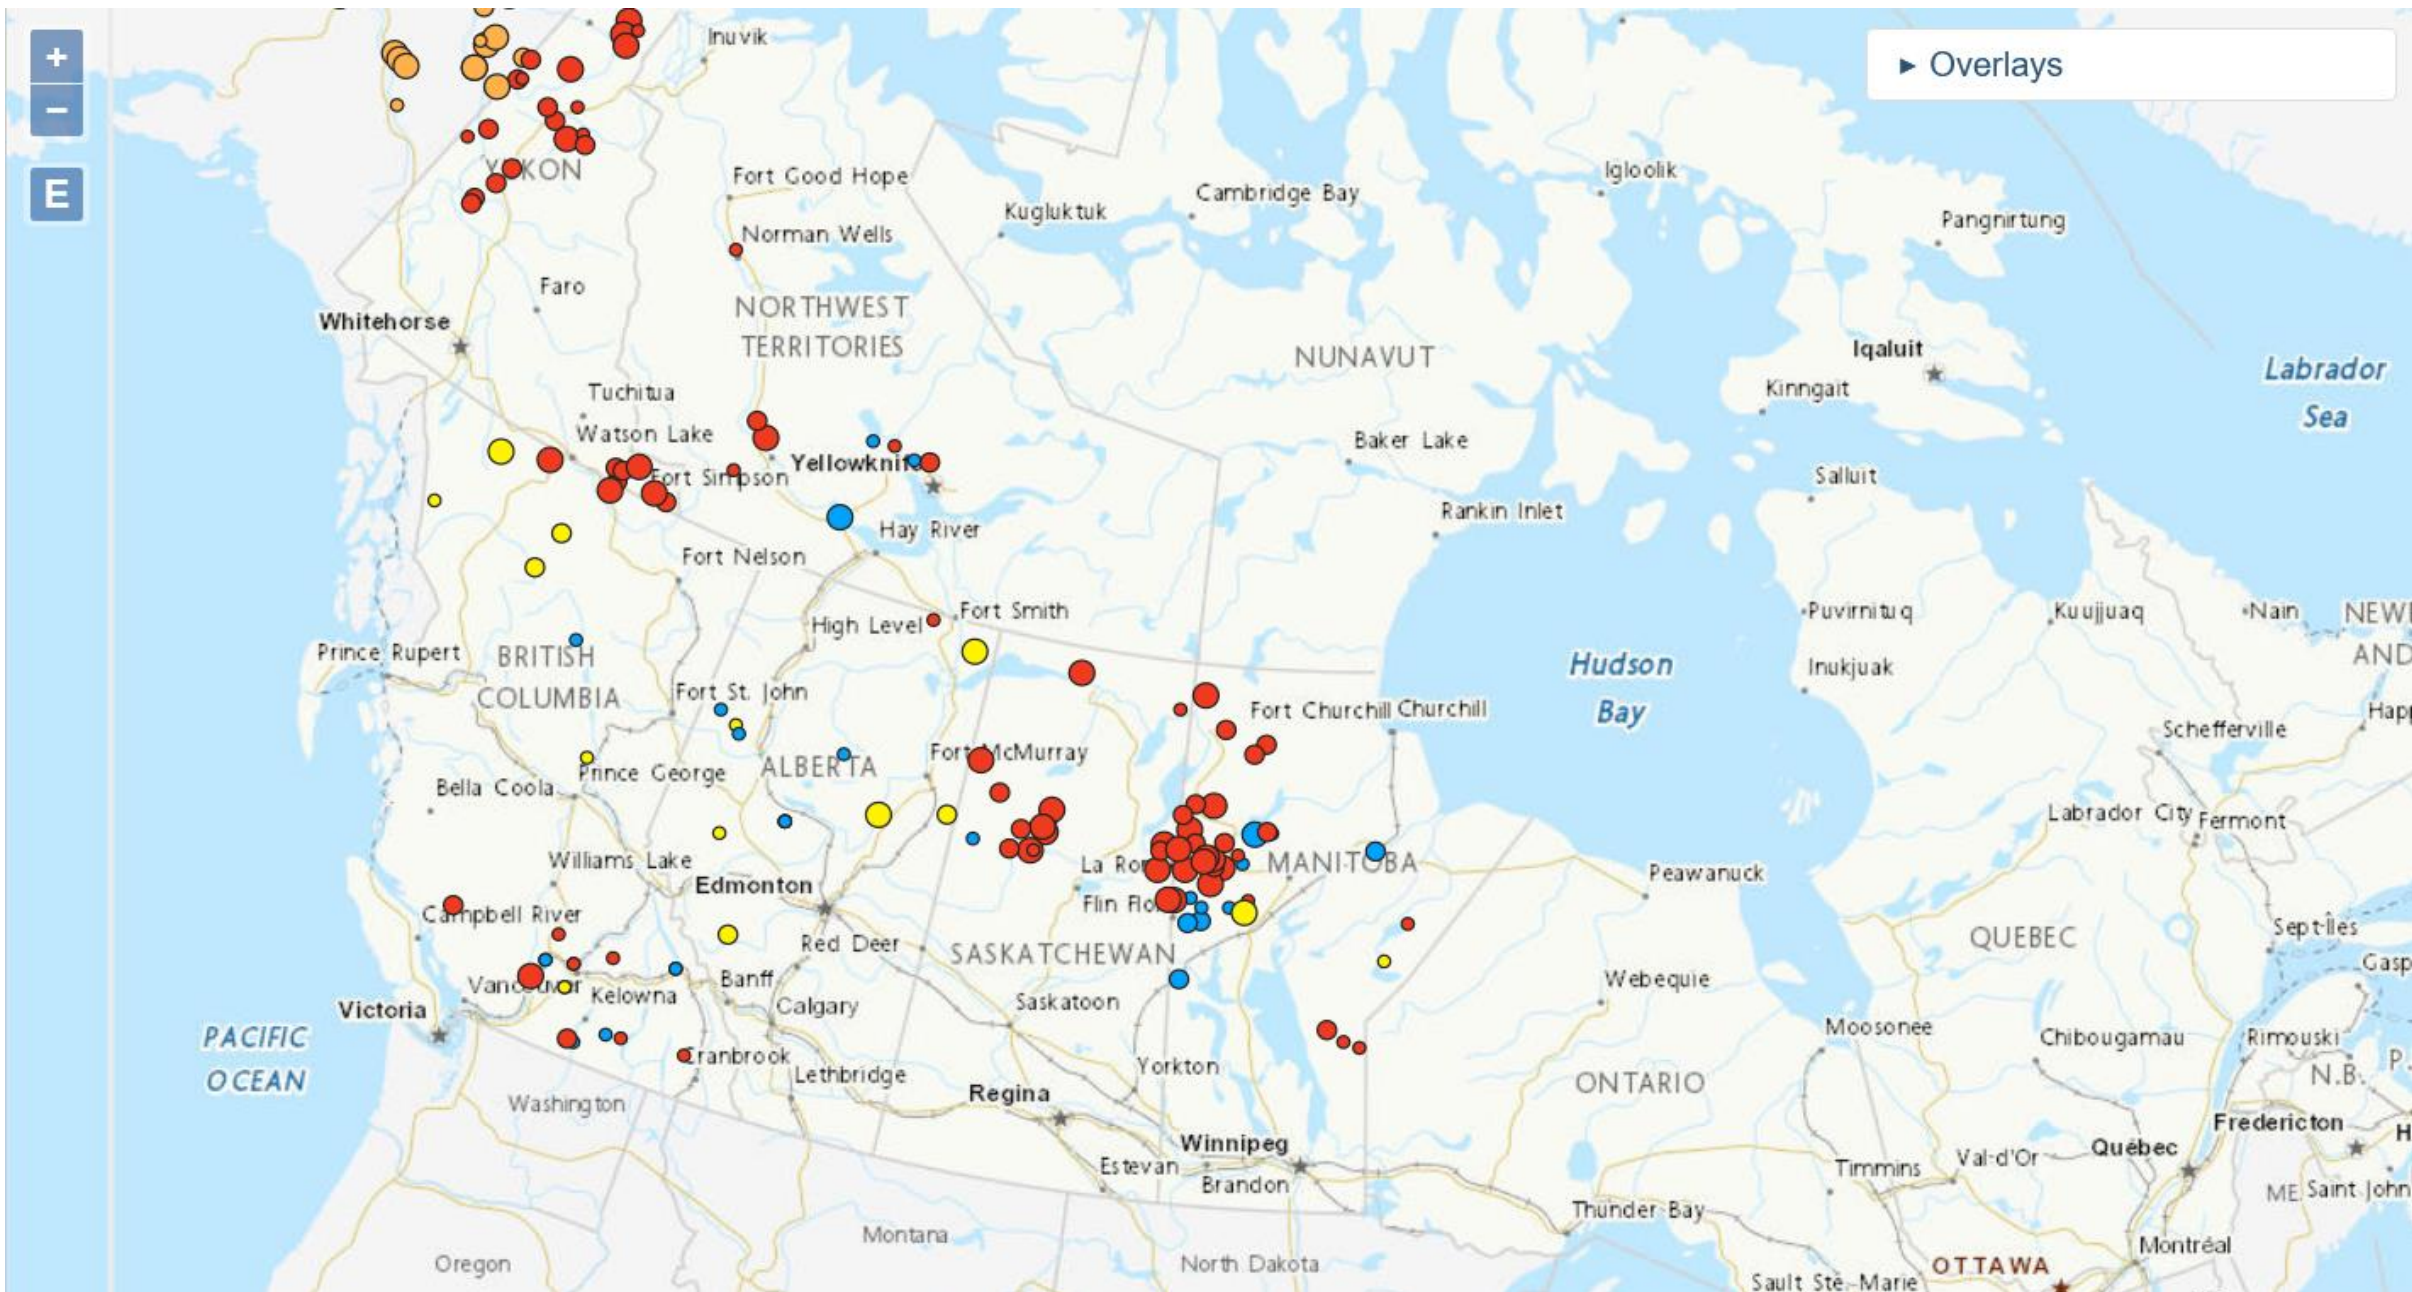 +
−
E
▸ Overlays
Inuvik
YUKON
Fort Good Hope
Igloolik
Cambridge Bay
Kugluktuk
Pangnirtung
Norman Wells
Faro
NORTHWEST
TERRITORIES
Whitehorse
NUNAVUT
Iqaluit
Labrador
Sea
Kinngait
Tuchitua
Watson Lake
Baker Lake
Yellowknife
Fort Simpson
Salluit
Rankin Inlet
Hay River
Fort Nelson
Fort Smith
High Level
Puvirnituq
Kuujjuaq
Nain
NEW
AND
Prince Rupert
BRITISH
COLUMBIA
Hudson
Bay
Inukjuak
Fort St. John
Fort Churchill
Churchill
Happ
Schefferville
Fort McMurray
ALBERTA
Prince George
Bella Coola
Labrador City
Fermont
Williams Lake
La Ron
MANITOBA
Peawanuck
Edmonton
Campbell River
Flin Flo
Sept-Îles
Red Deer
SASKATCHEWAN
QUEBEC
Gasp
Vancouver
Kelowna
Banff
Webequie
Victoria
Calgary
Saskatoon
PACIFIC
OCEAN
Moosonee
Chibougamau
Rimouski
P.
Cranbrook
Lethbridge
Yorkton
ONTARIO
N.B.
Washington
Regina
Fredericton
H
Winnipeg
Estevan
Brandon
Timmins
Val-d'Or
Québec
ME
Saint John
Thunder Bay
Montana
Oregon
North Dakota
Montréal
OTTAWA
Sault Ste.-Marie